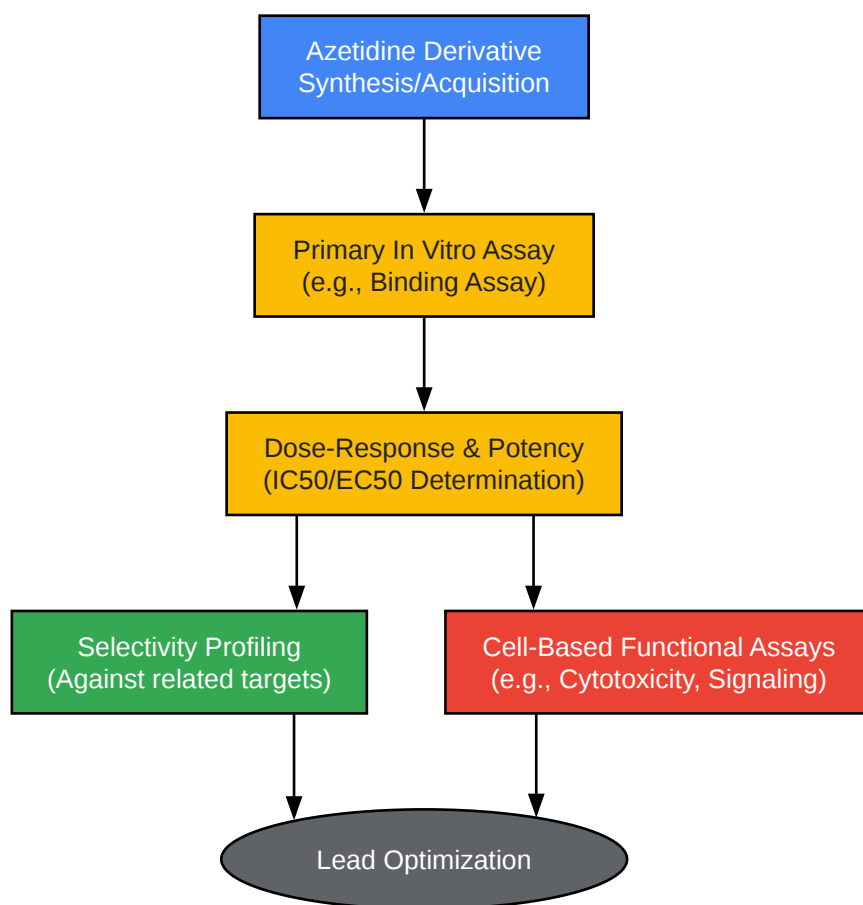 Azetidine Derivative
Synthesis/Acquisition
Primary In Vitro Assay
(e.g., Binding Assay)
Dose-Response & Potency
(IC50/EC50 Determination)
Selectivity Profiling
(Against related targets)
Cell-Based Functional Assays
(e.g., Cytotoxicity, Signaling)
Lead Optimization